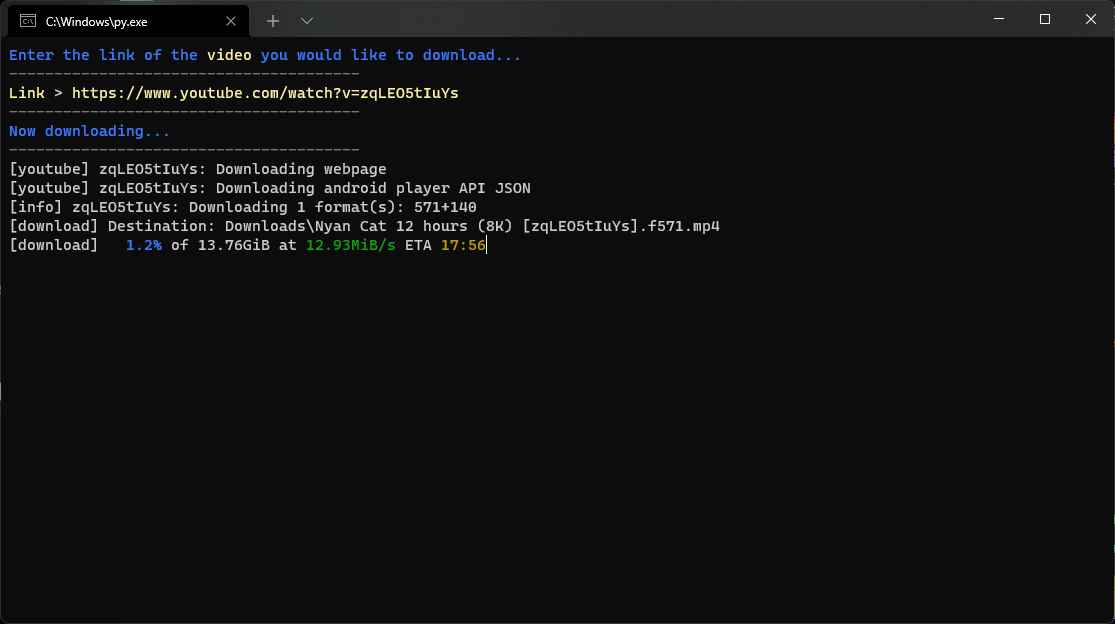 C:\Windows\py.exe
Enter the link of the video you would like to download...
---------------------------------------
Link > https://www.youtube.com/watch?v=zqLEO5tIuYs
---------------------------------------
Now downloading...
---------------------------------------
[youtube] zqLEO5tIuYs: Downloading webpage
[youtube] zqLEO5tIuYs: Downloading android player API JSON
[info] zqLEO5tIuYs: Downloading 1 format(s): 571+140
[download] Destination: Downloads\Nyan Cat 12 hours (8K) [zqLEO5tIuYs].f571.mp4
[download]   1.2% of 13.76GiB at 12.93MiB/s ETA 17:56